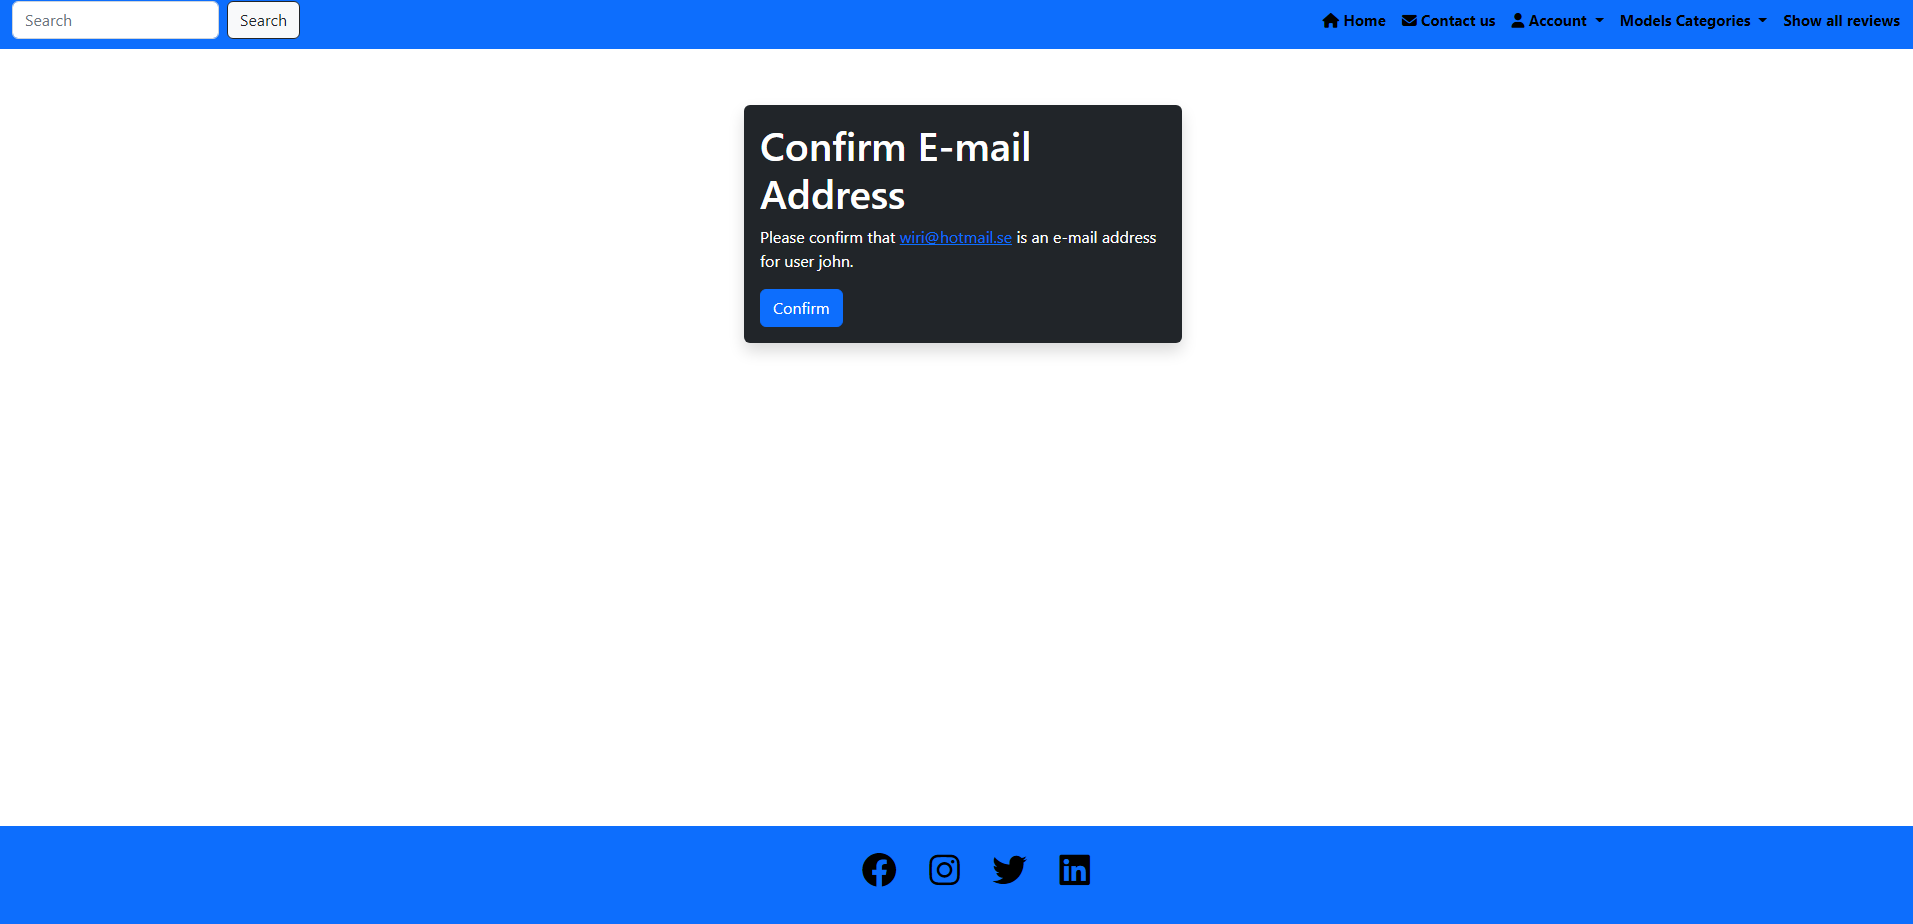 Search Search Home Contact us Account Models Categories Show all reviews
Confirm E-mail
Address
Please confirm that wiri@hotmail.se is an e-mail address
for user john.
Confirm